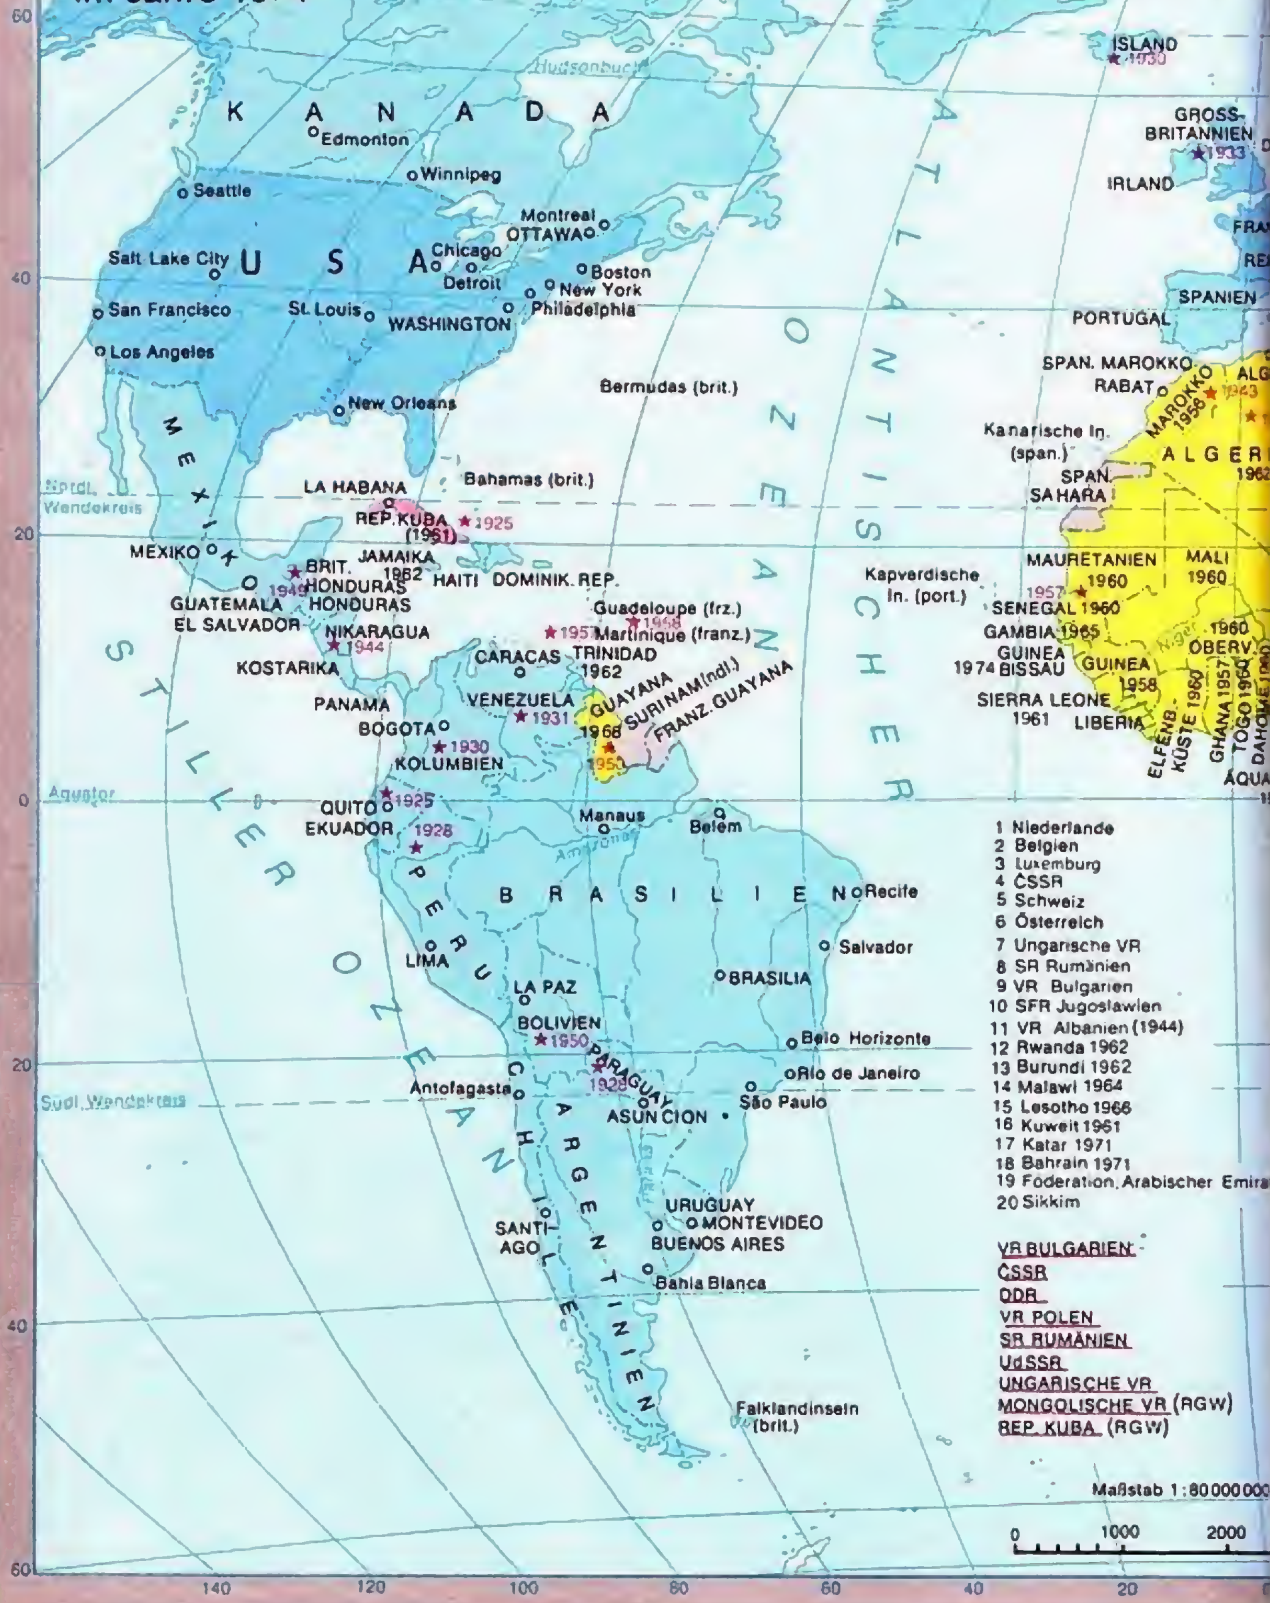 60
ISLAND
1930
Hudsonbucht
KANADA
Edmonton
Winnipeg
Seattle
GROSS-
BRITANNIEN
1933
IRLAND
Montreal
OTTAWA
USA
Salt Lake City
Chicago
Detroit
Boston
New York
Philadelphia
40
San Francisco
St. Louis
WASHINGTON
Los Angeles
New Orleans
ATLANTISCHER
OZEAN
SPANIEN
PORTUGAL
Bermudas (brit.)
SPAN. MAROKKO
RABAT
MAROKKO
1956
1943
Kanarische In.
(span.)
SPAN.
SAHARA
1962
MEXIKO
LA HABANA
Bahamas (brit.)
Nördl.
Wendekreis
REP. KUBA
(1961)
1925
20
MEXIKO
JAMAIKA
1962
HAITI DOMINIK. REP.
BRIT.
HONDURAS
1949
GUATEMALA
HONDURAS
EL SALVADOR
NIKARAGUA
1944
KOSTARIKA
PANAMA
Guadeloupe (frz.)
Martinique (franz.)
CARACAS
TRINIDAD
1962
VENEZUELA
1931
GUAYANA
1966
SURINAM (ndl.)
FRANZ. GUAYANA
1950
BOGOTA
1930
KOLUMBIEN
Kapverdische
In. (port.)
MAURETANIEN
1960
MALI
1960
1957
SENEGAL 1960
GAMBIA 1965
GUINEA
1974 BISSAU
GUINEA
1958
Niger
1960
OBERV.
SIERRA LEONE
1961
LIBERIA
ELFENB.-
KÜSTE 1960
GHANA 1957
TOGO 1960
STILLER OZEAN
0
Äquator
QUITO
1925
EKUADOR
1928
Manaus
Belém
Amazonas
PERU
BRASILIEN
Recife
LIMA
Salvador
BRASILIA
LA PAZ
BOLIVIEN
1950
PARAGUAY
1928
Belo Horizonte
20
Rio de Janeiro
Antofagasta
ASUNCION
São Paulo
Südl. Wendekreis
CHILE
ARGENTINIEN
SANTI-
AGO
URUGUAY
MONTEVIDEO
BUENOS AIRES
Bahia Blanca
40
Falklandinseln
(brit.)
1 Niederlande
2 Belgien
3 Luxemburg
4 ČSSR
5 Schweiz
6 Österreich
7 Ungarische VR
8 SR Rumänien
9 VR Bulgarien
10 SFR Jugoslawien
11 VR Albanien (1944)
12 Rwanda 1962
13 Burundi 1962
14 Malawi 1964
15 Lesotho 1966
16 Kuweit 1961
17 Katar 1971
18 Bahrain 1971
19 Föderation Arabischer
20 Sikkim
VR BULGARIEN
ČSSR
DDR
VR POLEN
SR RUMÄNIEN
UdSSR
UNGARISCHE VR
MONGOLISCHE VR (RGW)
REP. KUBA (RGW)
Maßstab 1:80000000
0 1000 2000
60
140 120 100 80 60 40 20